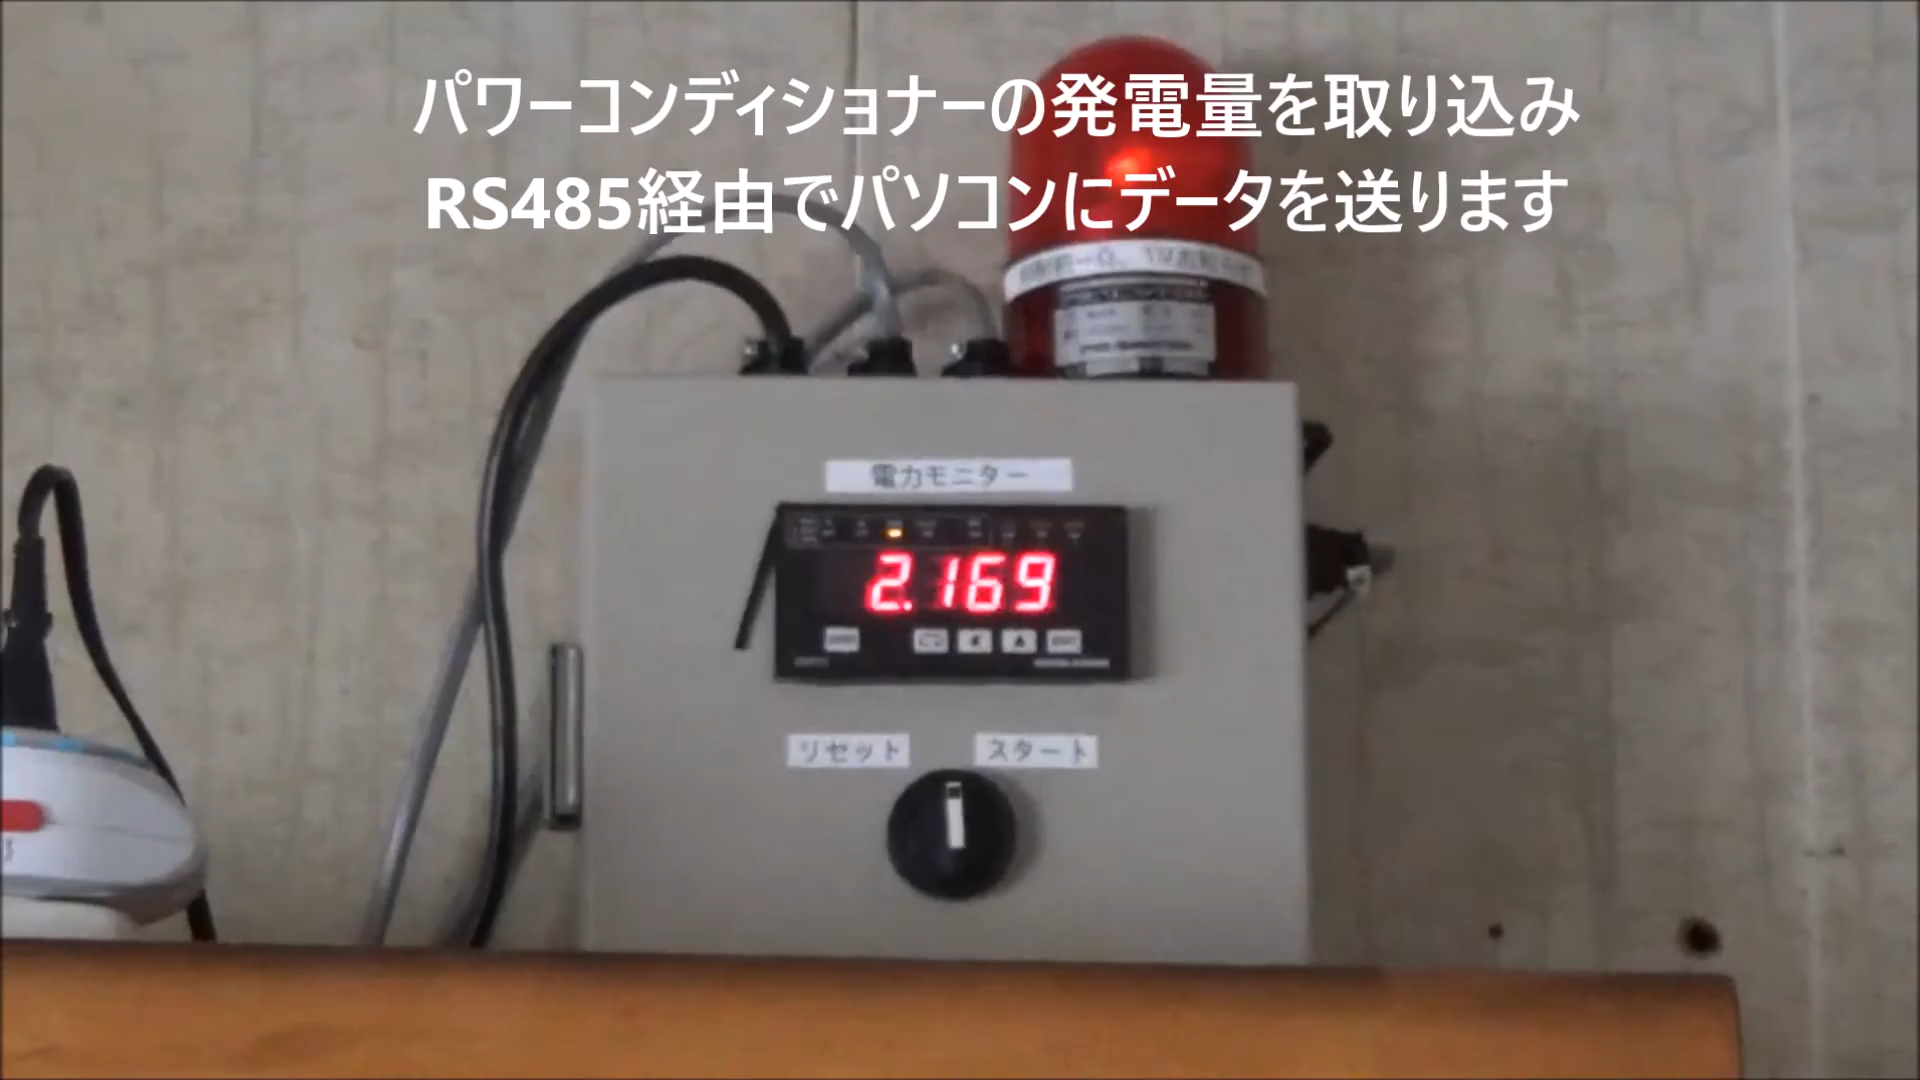 パワーコンディショナーの発電量を取り込み
RS485経由でパソコンにデータを送ります
電力モニター
2.169
リセット
スタート